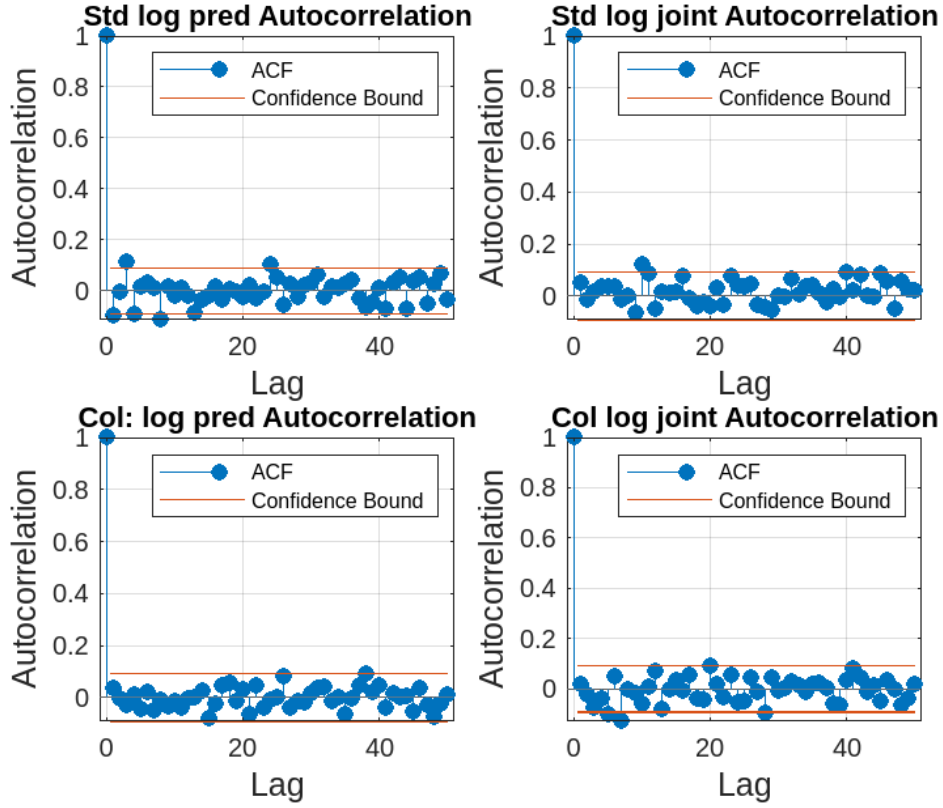 Std log pred Autocorrelation
1
0.8
0.6
0.4
0.2
0
Autocorrelation
ACF
Confidence Bound
0 20 40
Lag
Std log joint Autocorrelation
1
0.8
0.6
0.4
0.2
0
Autocorrelation
ACF
Confidence Bound
0 20 40
Lag
Col: log pred Autocorrelation
1
0.8
0.6
0.4
0.2
0
Autocorrelation
ACF
Confidence Bound
0 20 40
Lag
Col log joint Autocorrelation
1
0.8
0.6
0.4
0.2
0
Autocorrelation
ACF
Confidence Bound
0 20 40
Lag